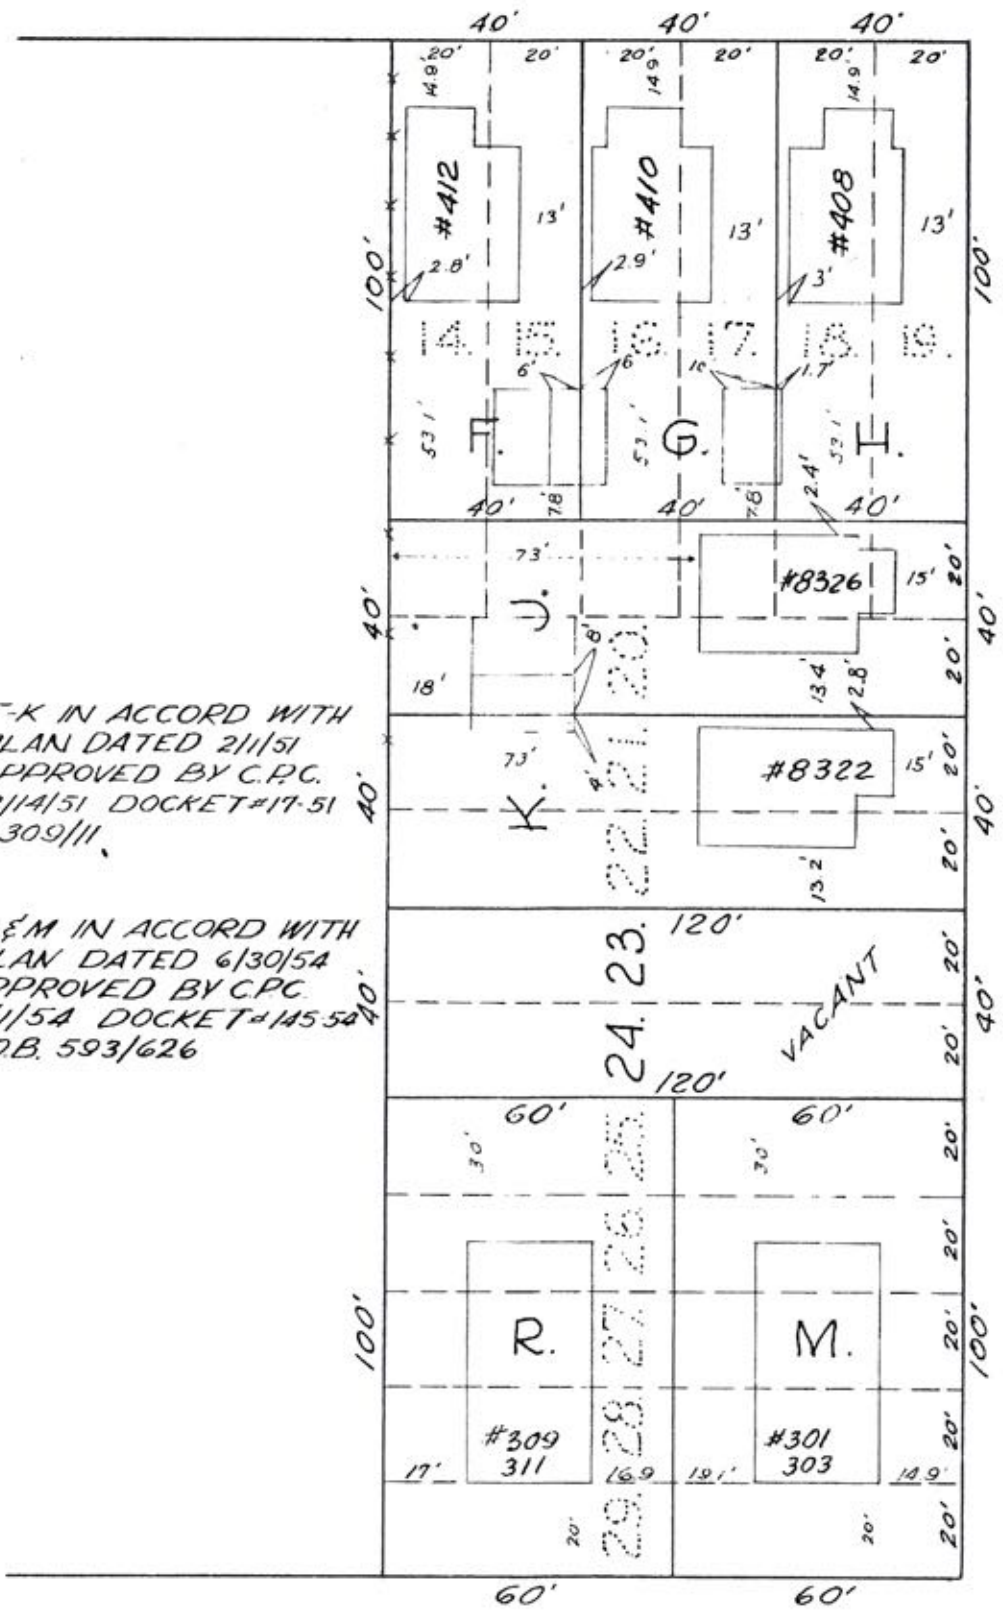 40' 40' 40'
20' 20' 20' 20' 20' 20'
14.9' 14.9' 14.9'
#412 #410 #408
13' 13' 13'
100' 2.8' 2.9' 3' 100'
14. 15. 16. 17. 18. 19.
6' 6' 10' 1.7'
53.1' F. 53.1' G. 53.1' H.
7.8' 7.8' 2.4'
40' 40' 40'
73' #8326 15' 20'
40' J. 40'
18' 8' 20. 13.4' 2.8' 20'
F-K IN ACCORD WITH
PLAN DATED 2/1/51
APPROVED BY C.P.C.
/14/51 DOCKET #17-51
309/11.
73' 21. #8322 15' 20'
40' K. 40'
22. 13.2' 20'
& M IN ACCORD WITH
PLAN DATED 6/30/54
APPROVED BY C.P.C.
/1/54 DOCKET #145-54
O.B. 593/626
120'
23. 20'
40' VACANT 40'
24. 20'
120'
60' 60'
30' 25. 30' 20'
26. 20'
100' R. 27. M. 20' 100'
#309 28. #301 20'
311 303
17' 16.9 19.1' 14.9'
20' 29. 20' 20'
60' 60'